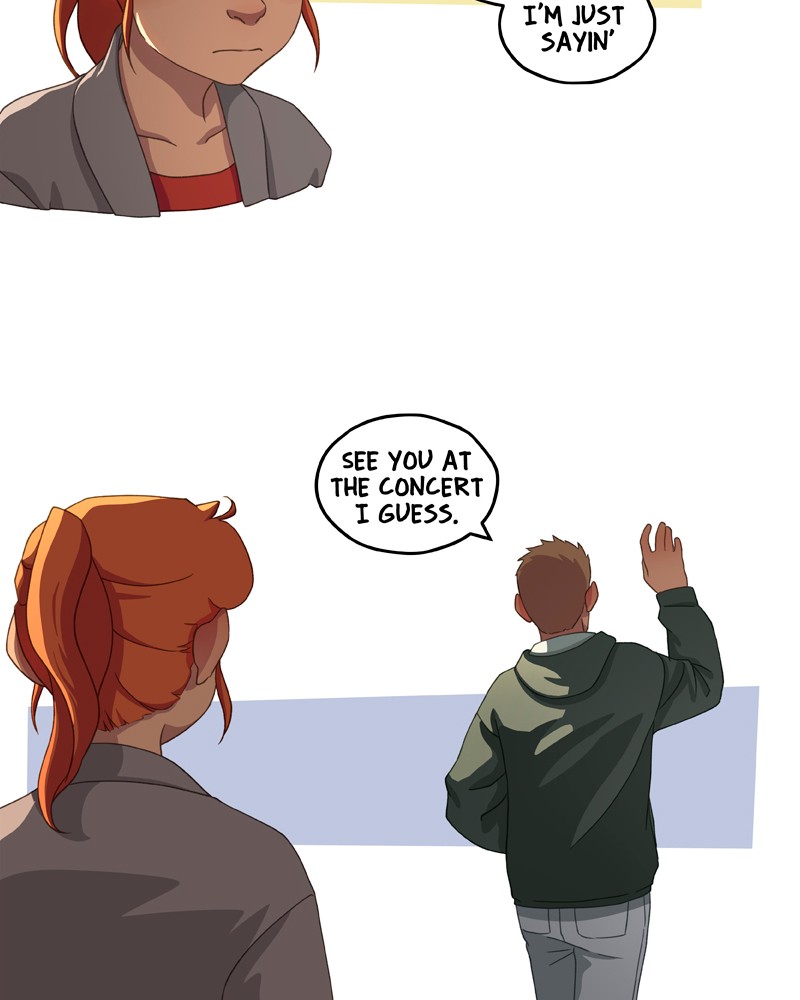 I'M JUST
SAYIN'
SEE YOU AT
THE CONCERT
I GUESS.